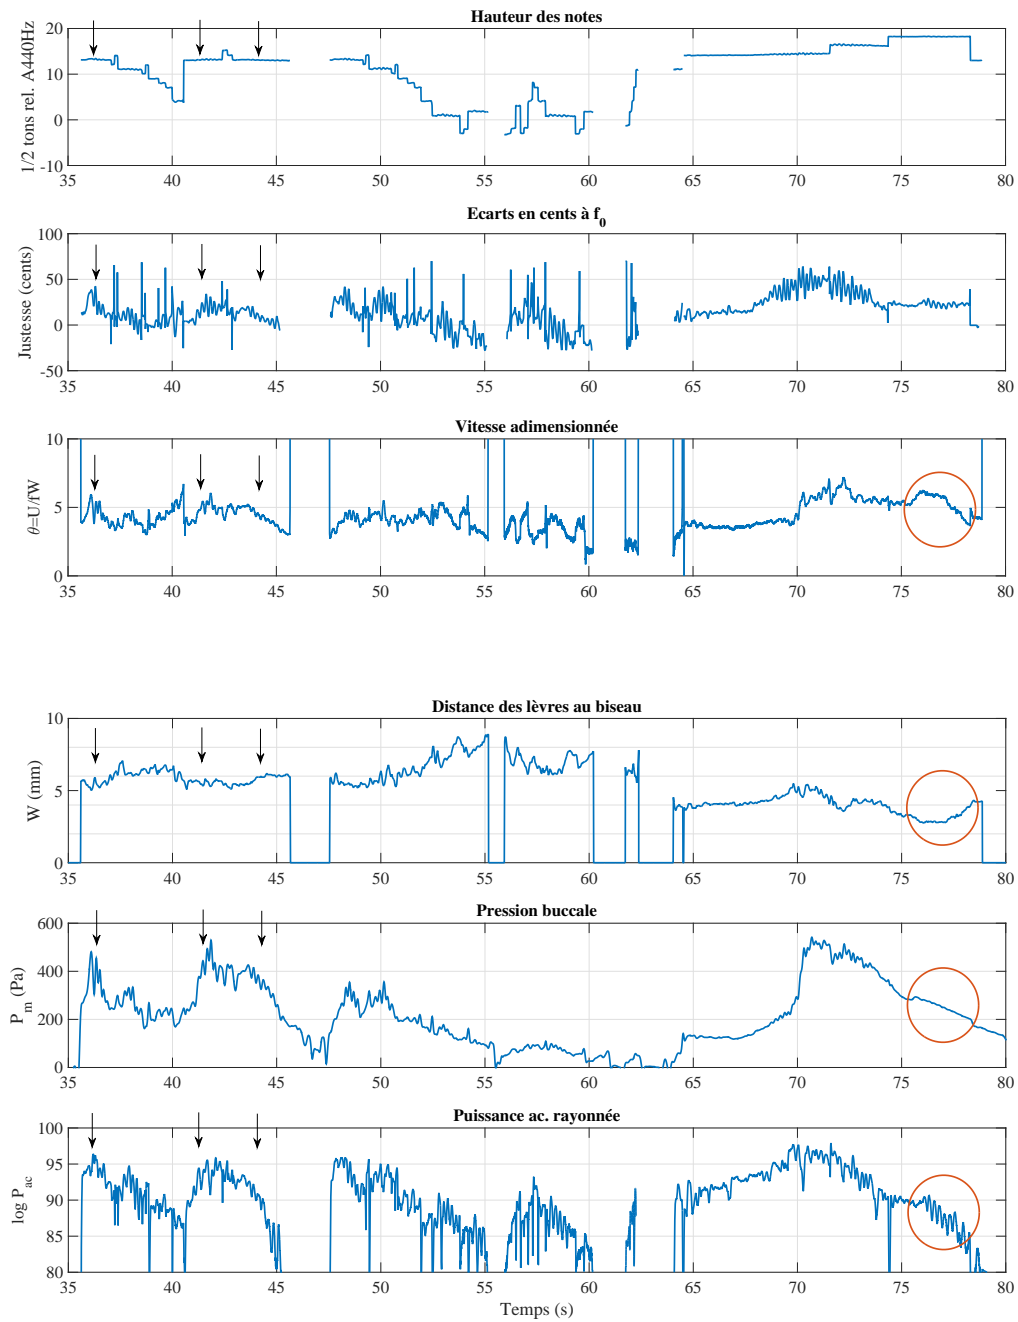 Hauteur des notes
1/2 tons rel. A440Hz
20
10
0
-10
35 40 45 50 55 60 65 70 75 80
Ecarts en cents à f0
Justesse (cents)
100
50
0
-50
35 40 45 50 55 60 65 70 75 80
Vitesse adimensionnée
θ=U/fW
10
5
0
35 40 45 50 55 60 65 70 75 80
Distance des lèvres au biseau
W (mm)
10
5
0
35 40 45 50 55 60 65 70 75 80
Pression buccale
Pm (Pa)
600
400
200
0
35 40 45 50 55 60 65 70 75 80
Puissance ac. rayonnée
log Pac
100
95
90
85
80
35 40 45 50 55 60 65 70 75 80
Temps (s)